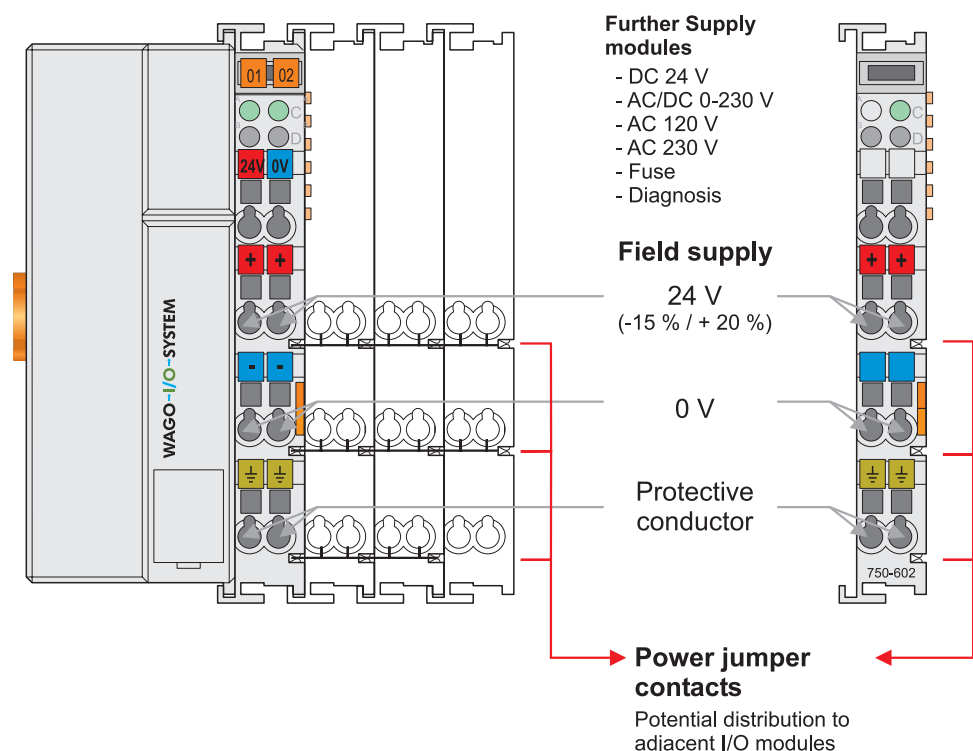 Further Supply
modules
- DC 24 V
- AC/DC 0-230 V
- AC 120 V
- AC 230 V
- Fuse
- Diagnosis
01 02
A
C
B
D
24V 0V
+ +
- -
WAGO-I/O-SYSTEM
Field supply
24 V
(-15 % / + 20 %)
0 V
Protective
conductor
A
C
B
D
+ +
750-602
Power jumper
contacts
Potential distribution to
adjacent I/O modules